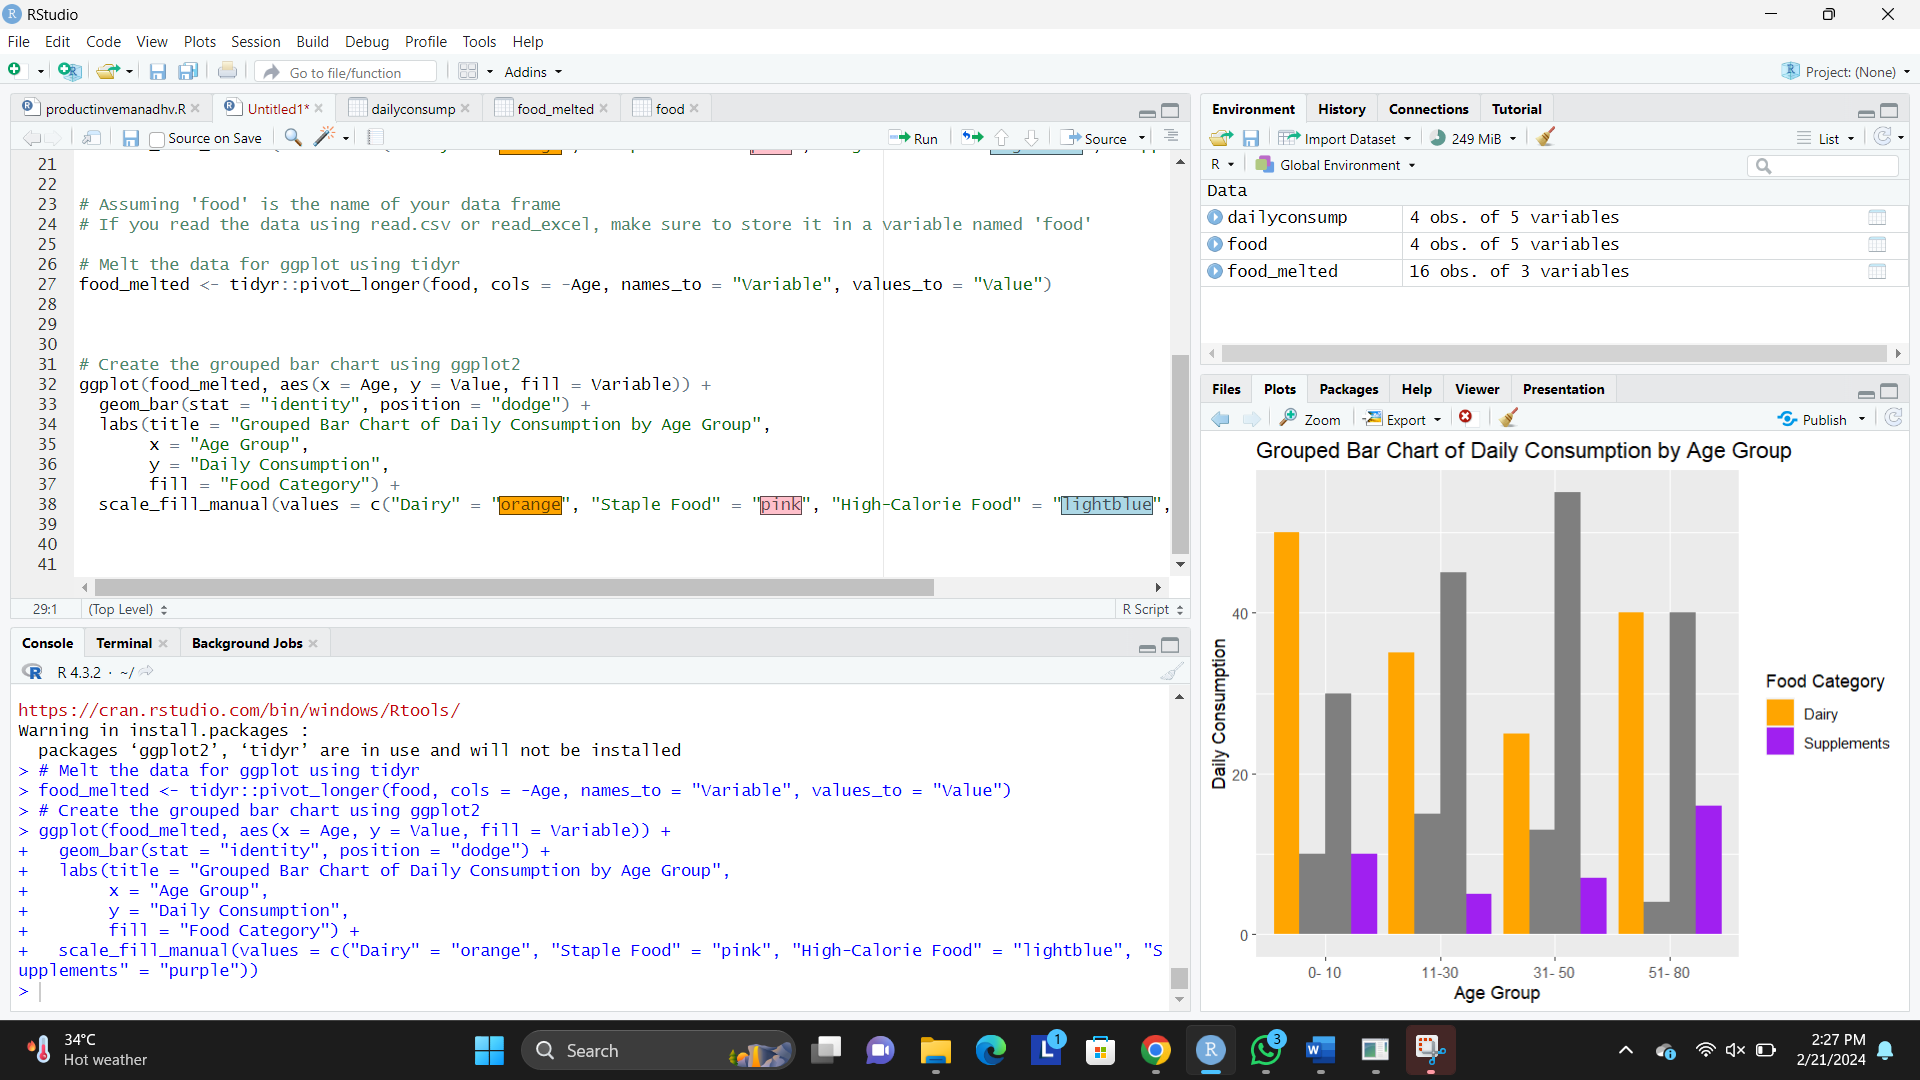 RStudio
File Edit Code View Plots Session Build Debug Profile Tools Help
Go to file/function Addins Project: (None)
productinvemanadhv.R Untitled1* dailyconsump food_melted food
Source on Save Run Source
21
22
23 # Assuming 'food' is the name of your data frame
24 # If you read the data using read.csv or read_excel, make sure to store it in a variable named 'food'
25
26 # Melt the data for ggplot using tidyr
27 food_melted <- tidyr::pivot_longer(food, cols = -Age, names_to = "Variable", values_to = "Value")
28
29
30
31 # Create the grouped bar chart using ggplot2
32 ggplot(food_melted, aes(x = Age, y = Value, fill = Variable)) +
33 geom_bar(stat = "identity", position = "dodge") +
34 labs(title = "Grouped Bar Chart of Daily Consumption by Age Group",
35 x = "Age Group",
36 y = "Daily Consumption",
37 fill = "Food Category") +
38 scale_fill_manual(values = c("Dairy" = "orange", "Staple Food" = "pink", "High-Calorie Food" = "lightblue",
39
40
41
29:1 (Top Level) R Script
Console Terminal Background Jobs
R 4.3.2 · ~/
https://cran.rstudio.com/bin/windows/Rtools/
Warning in install.packages :
packages ‘ggplot2’, ‘tidyr’ are in use and will not be installed
> # Melt the data for ggplot using tidyr
> food_melted <- tidyr::pivot_longer(food, cols = -Age, names_to = "Variable", values_to = "Value")
> # Create the grouped bar chart using ggplot2
> ggplot(food_melted, aes(x = Age, y = Value, fill = Variable)) +
+ geom_bar(stat = "identity", position = "dodge") +
+ labs(title = "Grouped Bar Chart of Daily Consumption by Age Group",
+ x = "Age Group",
+ y = "Daily Consumption",
+ fill = "Food Category") +
+ scale_fill_manual(values = c("Dairy" = "orange", "Staple Food" = "pink", "High-Calorie Food" = "lightblue", "S
upplements" = "purple"))
>
Environment History Connections Tutorial
Import Dataset 249 MiB List
R Global Environment
Data
dailyconsump 4 obs. of 5 variables
food 4 obs. of 5 variables
food_melted 16 obs. of 3 variables
Files Plots Packages Help Viewer Presentation
Zoom Export Publish
Grouped Bar Chart of Daily Consumption by Age Group
Daily Consumption
40
20
0
0- 10 11-30 31- 50 51- 80
Age Group
Food Category
Dairy
Supplements
34°C
Hot weather
Search
1
3
2:27 PM
2/21/2024